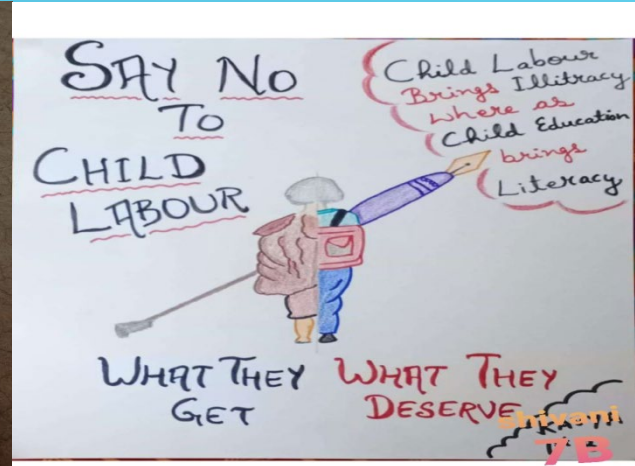 SAY NO
TO
CHILD
LABOUR
Child Labour
Brings Illitracy
where as
Child Education
brings
Literacy
WHAT THEY
GET
WHAT THEY
DESERVE
shivani
7B